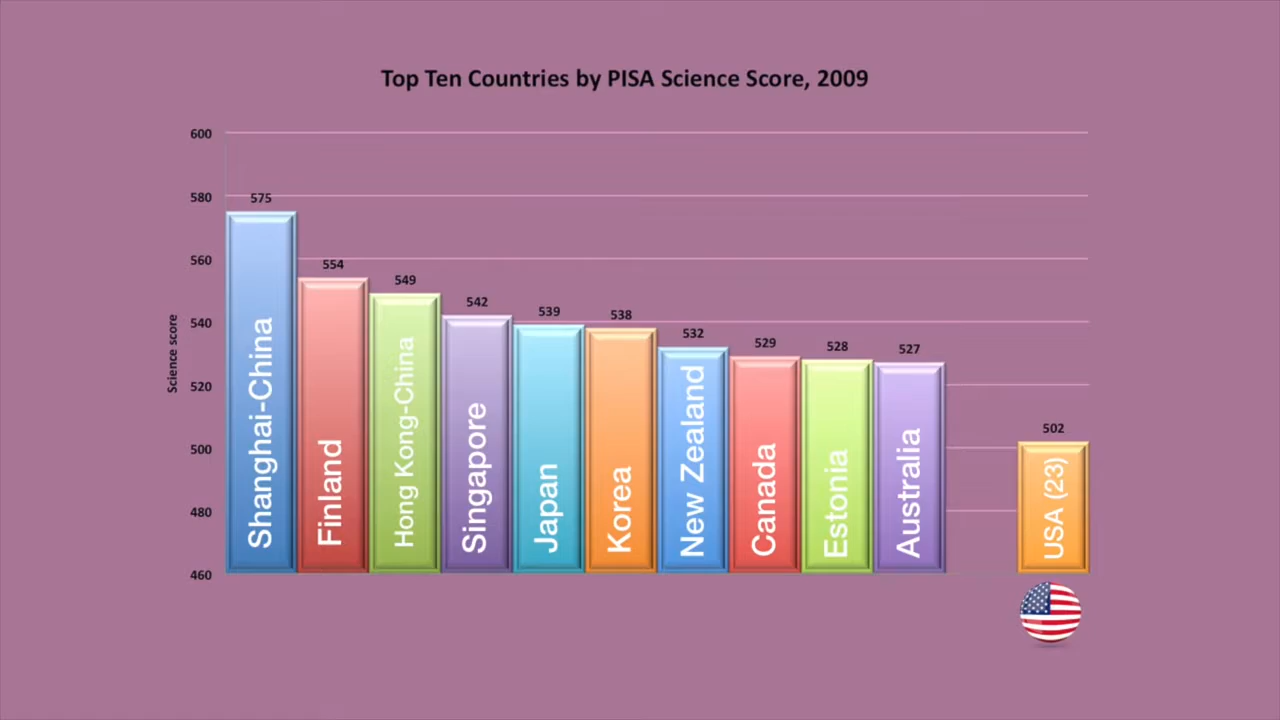 Top Ten Countries by PISA Science Score, 2009
Science score
600
580
560
540
520
500
480
460
575
554
549
542
539
538
532
529
528
527
502
Shanghai-China
Finland
Hong Kong-China
Singapore
Japan
Korea
New Zealand
Canada
Estonia
Australia
USA (23)